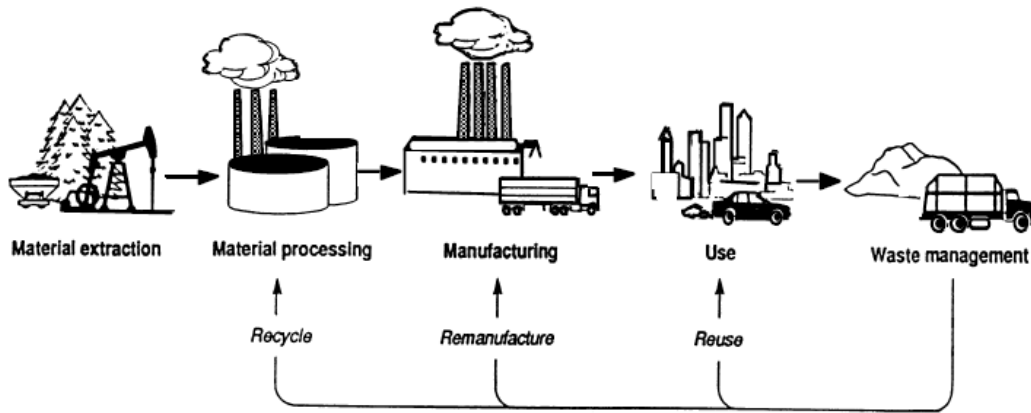 Material extraction
Material processing
Manufacturing
Use
Waste management
Recycle
Remanufacture
Reuse